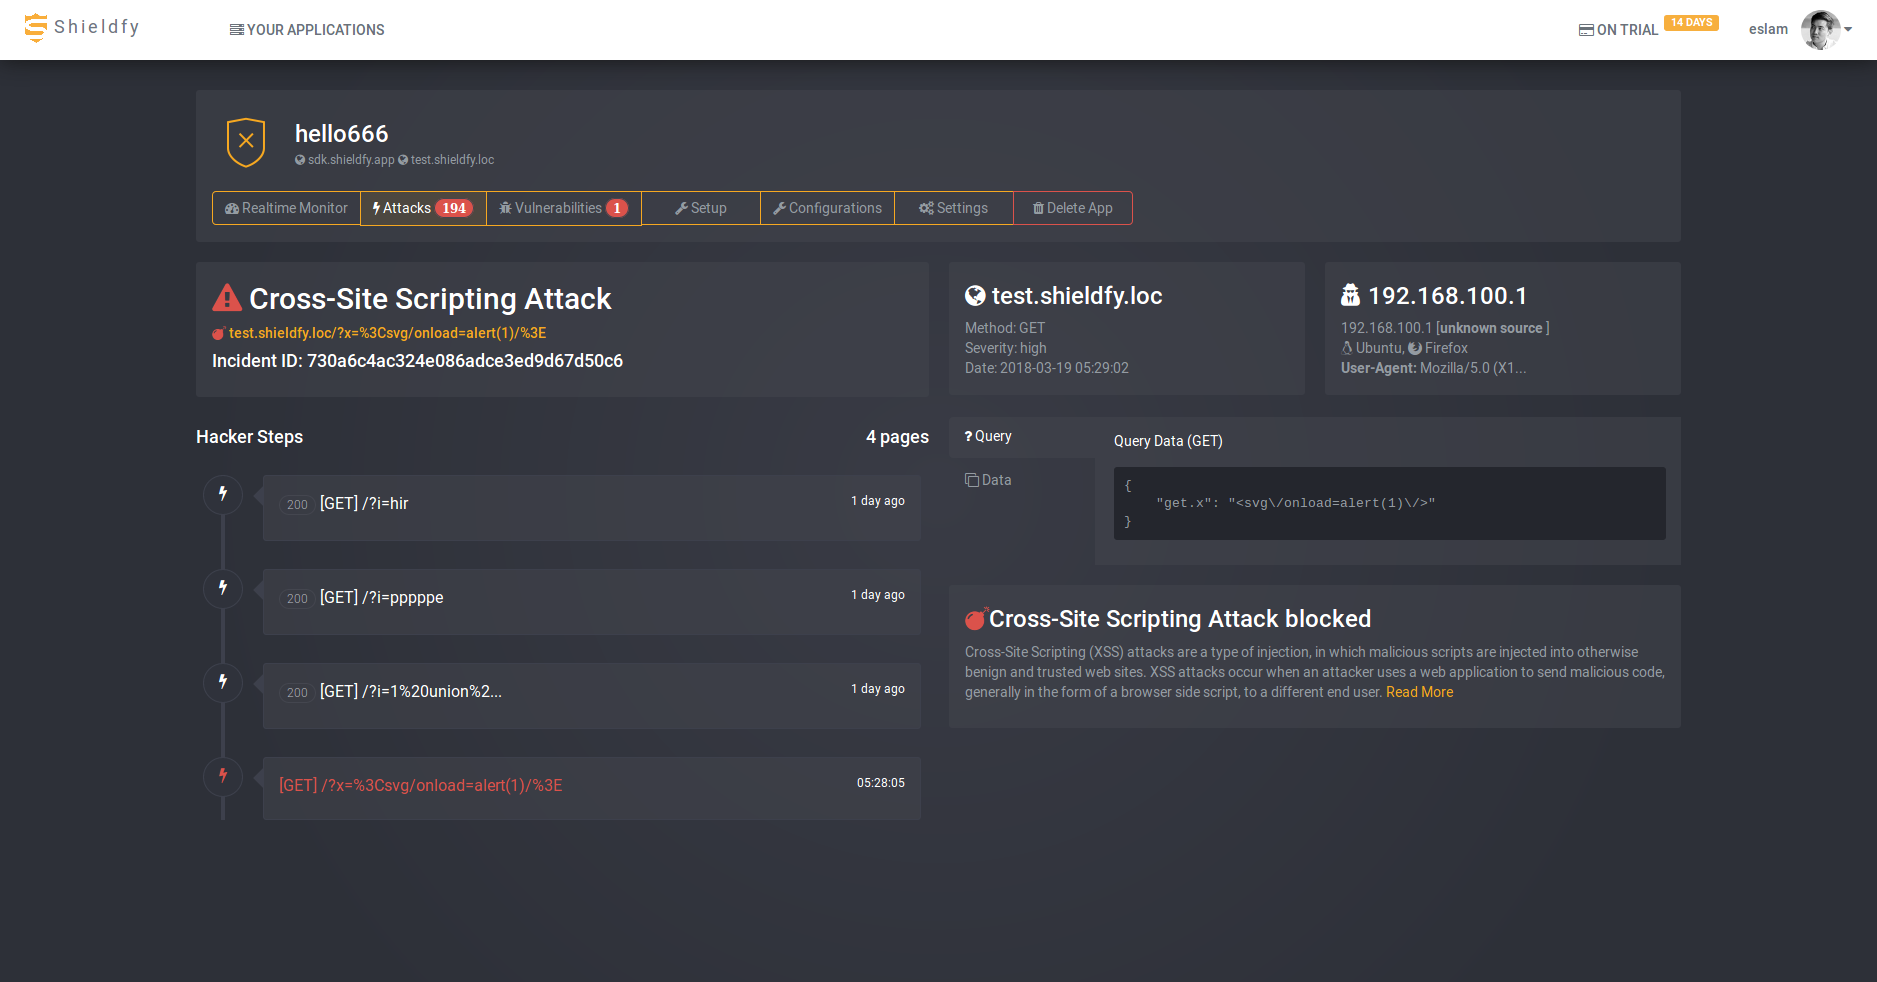 Shieldfy
YOUR APPLICATIONS
ON TRIAL 14 DAYS
eslam
hello666
sdk.shieldfy.app test.shieldfy.loc
Realtime Monitor
Attacks 194
Vulnerabilities 1
Setup
Configurations
Settings
Delete App
Cross-Site Scripting Attack
test.shieldfy.loc/?x=%3Csvg/onload=alert(1)/%3E
Incident ID: 730a6c4ac324e086adce3ed9d67d50c6
test.shieldfy.loc
Method: GET
Severity: high
Date: 2018-03-19 05:29:02
192.168.100.1
192.168.100.1 [unknown source ]
Ubuntu, Firefox
User-Agent: Mozilla/5.0 (X1...
Hacker Steps
4 pages
200 [GET] /?i=hir
1 day ago
200 [GET] /?i=pppppe
1 day ago
200 [GET] /?i=1%20union%2...
1 day ago
[GET] /?x=%3Csvg/onload=alert(1)/%3E
05:28:05
? Query
Data
Query Data (GET)
{
"get.x": "<svg\/onload=alert(1)\/>"
}
Cross-Site Scripting Attack blocked
Cross-Site Scripting (XSS) attacks are a type of injection, in which malicious scripts are injected into otherwise
benign and trusted web sites. XSS attacks occur when an attacker uses a web application to send malicious code,
generally in the form of a browser side script, to a different end user. Read More